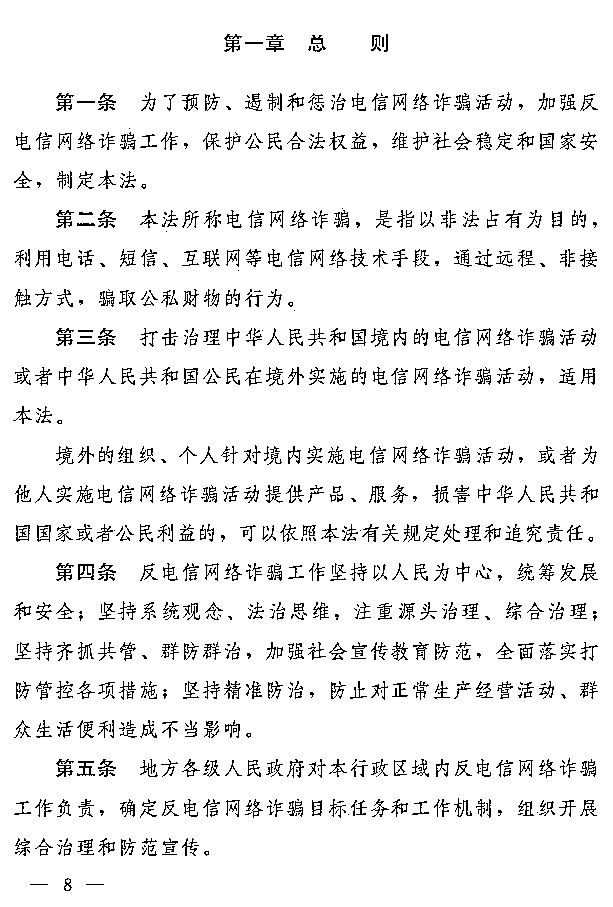 第一章　总　则
第一条　为了预防、遏制和惩治电信网络诈骗活动，加强反
电信网络诈骗工作，保护公民合法权益，维护社会稳定和国家安
全，制定本法。
第二条　本法所称电信网络诈骗，是指以非法占有为目的，
利用电话、短信、互联网等电信网络技术手段，通过远程、非接
触方式，骗取公私财物的行为。
第三条　打击治理中华人民共和国境内的电信网络诈骗活动
或者中华人民共和国公民在境外实施的电信网络诈骗活动，适用
本法。
境外的组织、个人针对境内实施电信网络诈骗活动，或者为
他人实施电信网络诈骗活动提供产品、服务，损害中华人民共和
国国家或者公民利益的，可以依照本法有关规定处理和追究责任。
第四条　反电信网络诈骗工作坚持以人民为中心，统筹发展
和安全；坚持系统观念、法治思维，注重源头治理、综合治理；
坚持齐抓共管、群防群治，加强社会宣传教育防范，全面落实打
防管控各项措施；坚持精准防治，防止对正常生产经营活动、群
众生活便利造成不当影响。
第五条　地方各级人民政府对本行政区域内反电信网络诈骗
工作负责，确定反电信网络诈骗目标任务和工作机制，组织开展
综合治理和防范宣传。
— 8 —